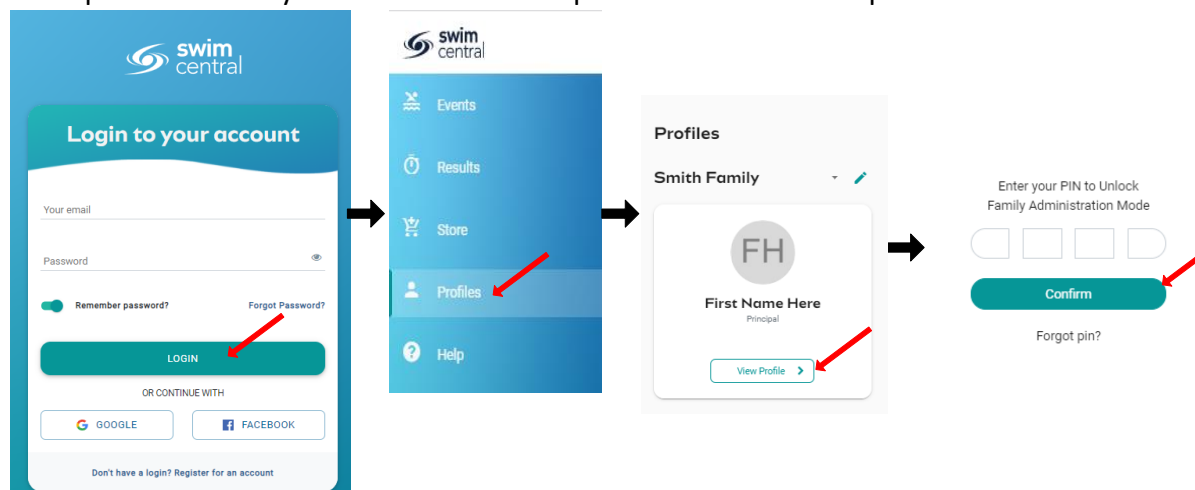 swim
central
Login to your account
Your email
Password
Remember password?
Forgot Password?
LOGIN
OR CONTINUE WITH
GOOGLE
FACEBOOK
Don't have a login? Register for an account
swim
central
Events
Results
Store
Profiles
Help
Profiles
Smith Family
FH
First Name Here
Principal
View Profile
Enter your PIN to Unlock
Family Administration Mode
Confirm
Forgot pin?